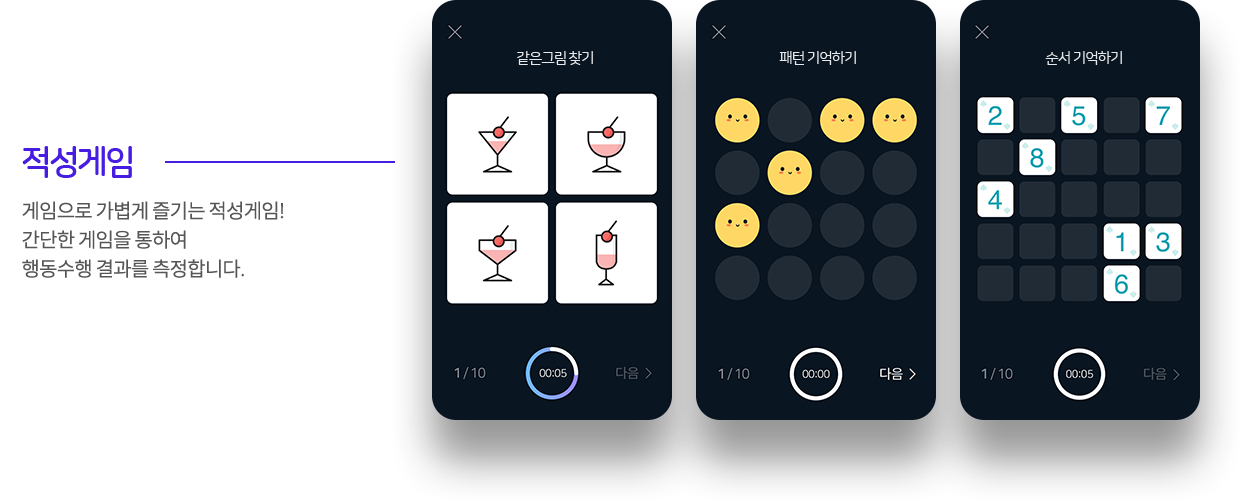 적성게임
게임으로 가볍게 즐기는 적성게임!
간단한 게임을 통하여
행동수행 결과를 측정합니다.
같은그림 찾기
1 / 10
00:05
다음
패턴 기억하기
1 / 10
00:00
다음
순서 기억하기
2 5 7
8
4
1 3
6
1 / 10
00:05
다음